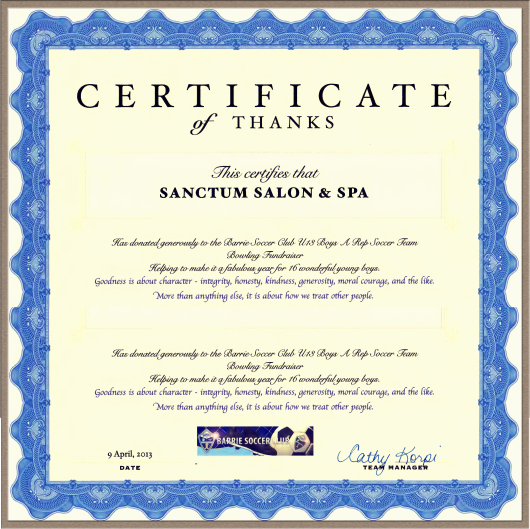 CERTIFICATE
of THANKS
This certifies that
SANCTUM SALON & SPA
Has donated generously to the Barrie Soccer Club U13 Boys A Rep Soccer Team
Bowling Fundraiser
Helping to make it a fabulous year for 16 wonderful young boys.
Goodness is about character - integrity, honesty, kindness, generosity, moral courage, and the like.
More than anything else, it is about how we treat other people.
Has donated generously to the Barrie Soccer Club U13 Boys A Rep Soccer Team
Bowling Fundraiser
Helping to make it a fabulous year for 16 wonderful young boys.
Goodness is about character - integrity, honesty, kindness, generosity, moral courage, and the like.
More than anything else, it is about how we treat other people.
BARRIE SOCCER CLUB
9 April, 2013
DATE
Cathy Korpi
TEAM MANAGER